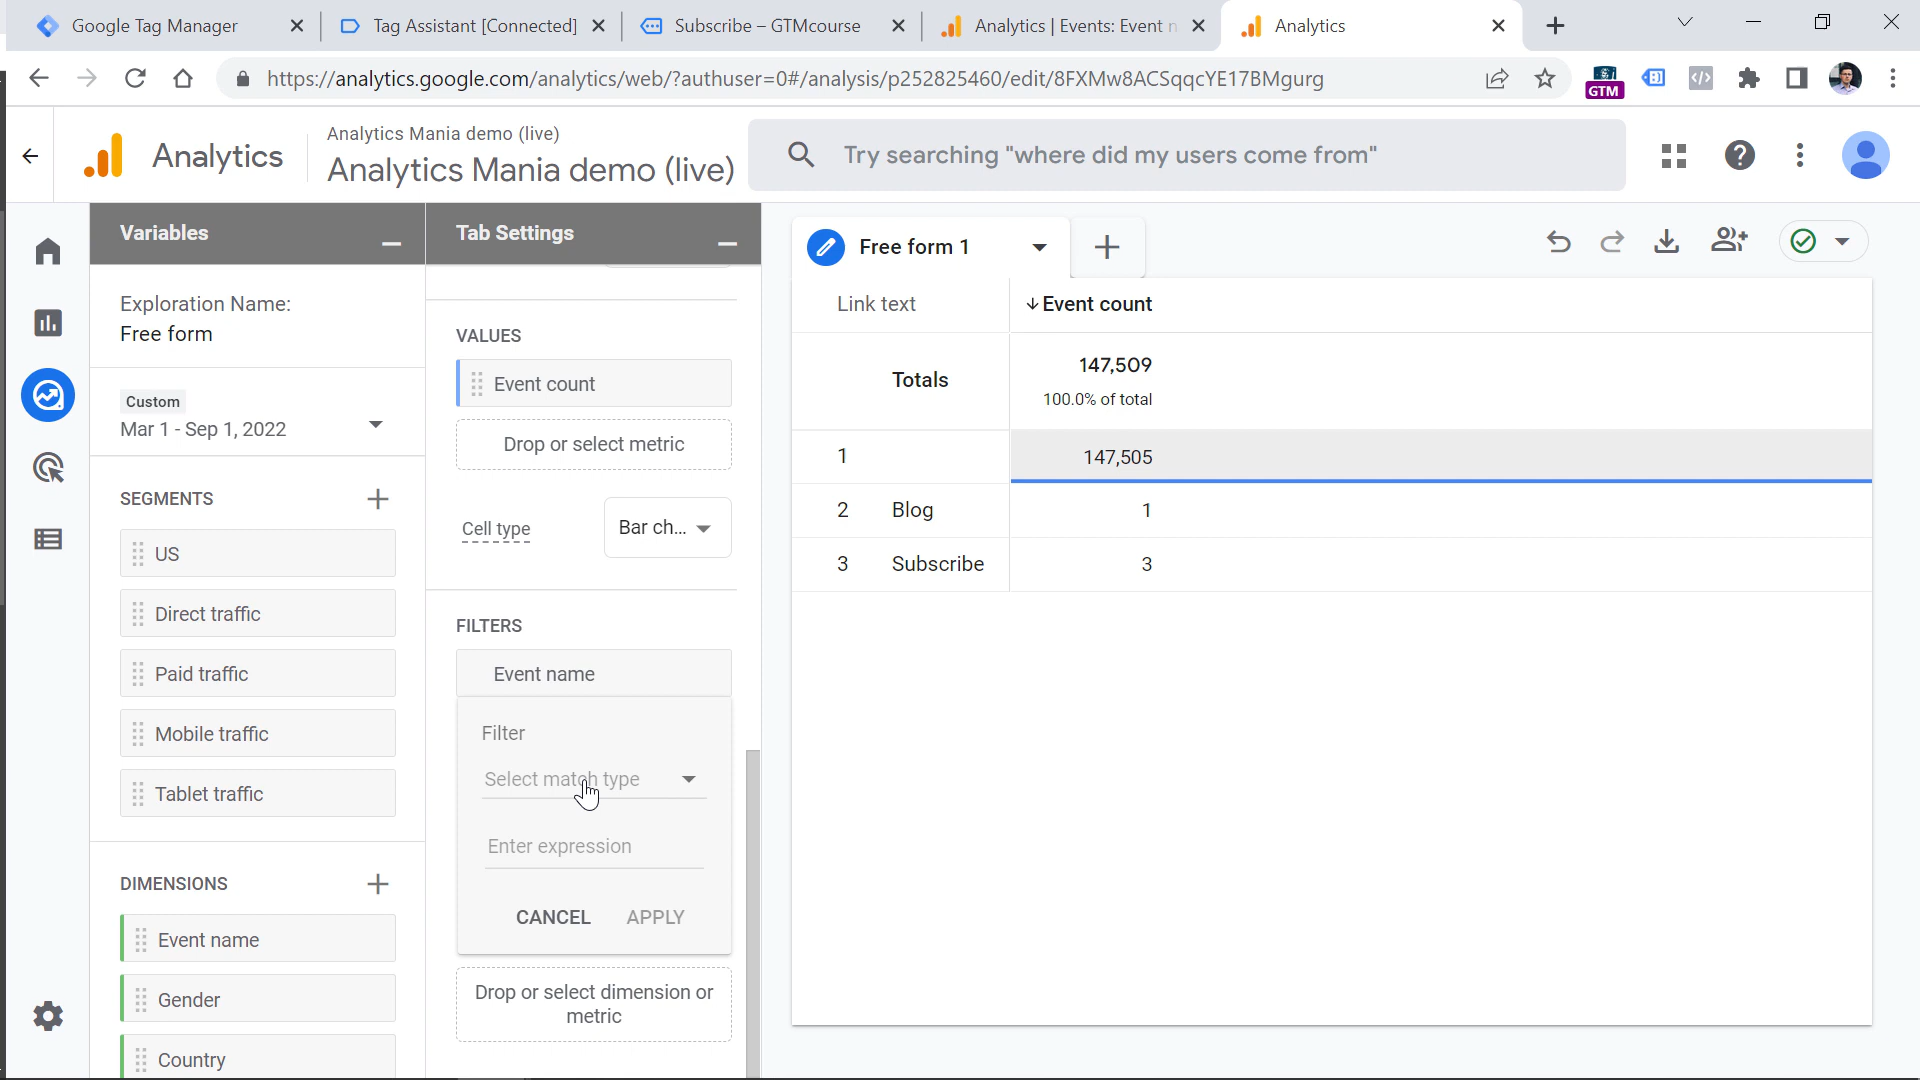 Google Tag Manager
Tag Assistant [Connected]
Subscribe – GTMcourse
Analytics | Events: Event n
Analytics
https://analytics.google.com/analytics/web/?authuser=0#/analysis/p252825460/edit/8FXMw8ACSqqcYE17BMgurg
GTM
Analytics
Analytics Mania demo (live)
Analytics Mania demo (live)
Try searching "where did my users come from"
Variables
Exploration Name:
Free form
Custom
Mar 1 - Sep 1, 2022
SEGMENTS
US
Direct traffic
Paid traffic
Mobile traffic
Tablet traffic
DIMENSIONS
Event name
Gender
Country
Tab Settings
VALUES
Event count
Drop or select metric
Cell type
Bar ch...
FILTERS
Event name
Filter
Select match type
Enter expression
CANCEL APPLY
Drop or select dimension or
metric
Free form 1
Link text Event count
Totals 147,509
100.0% of total
1 147,505
2 Blog 1
3 Subscribe 3